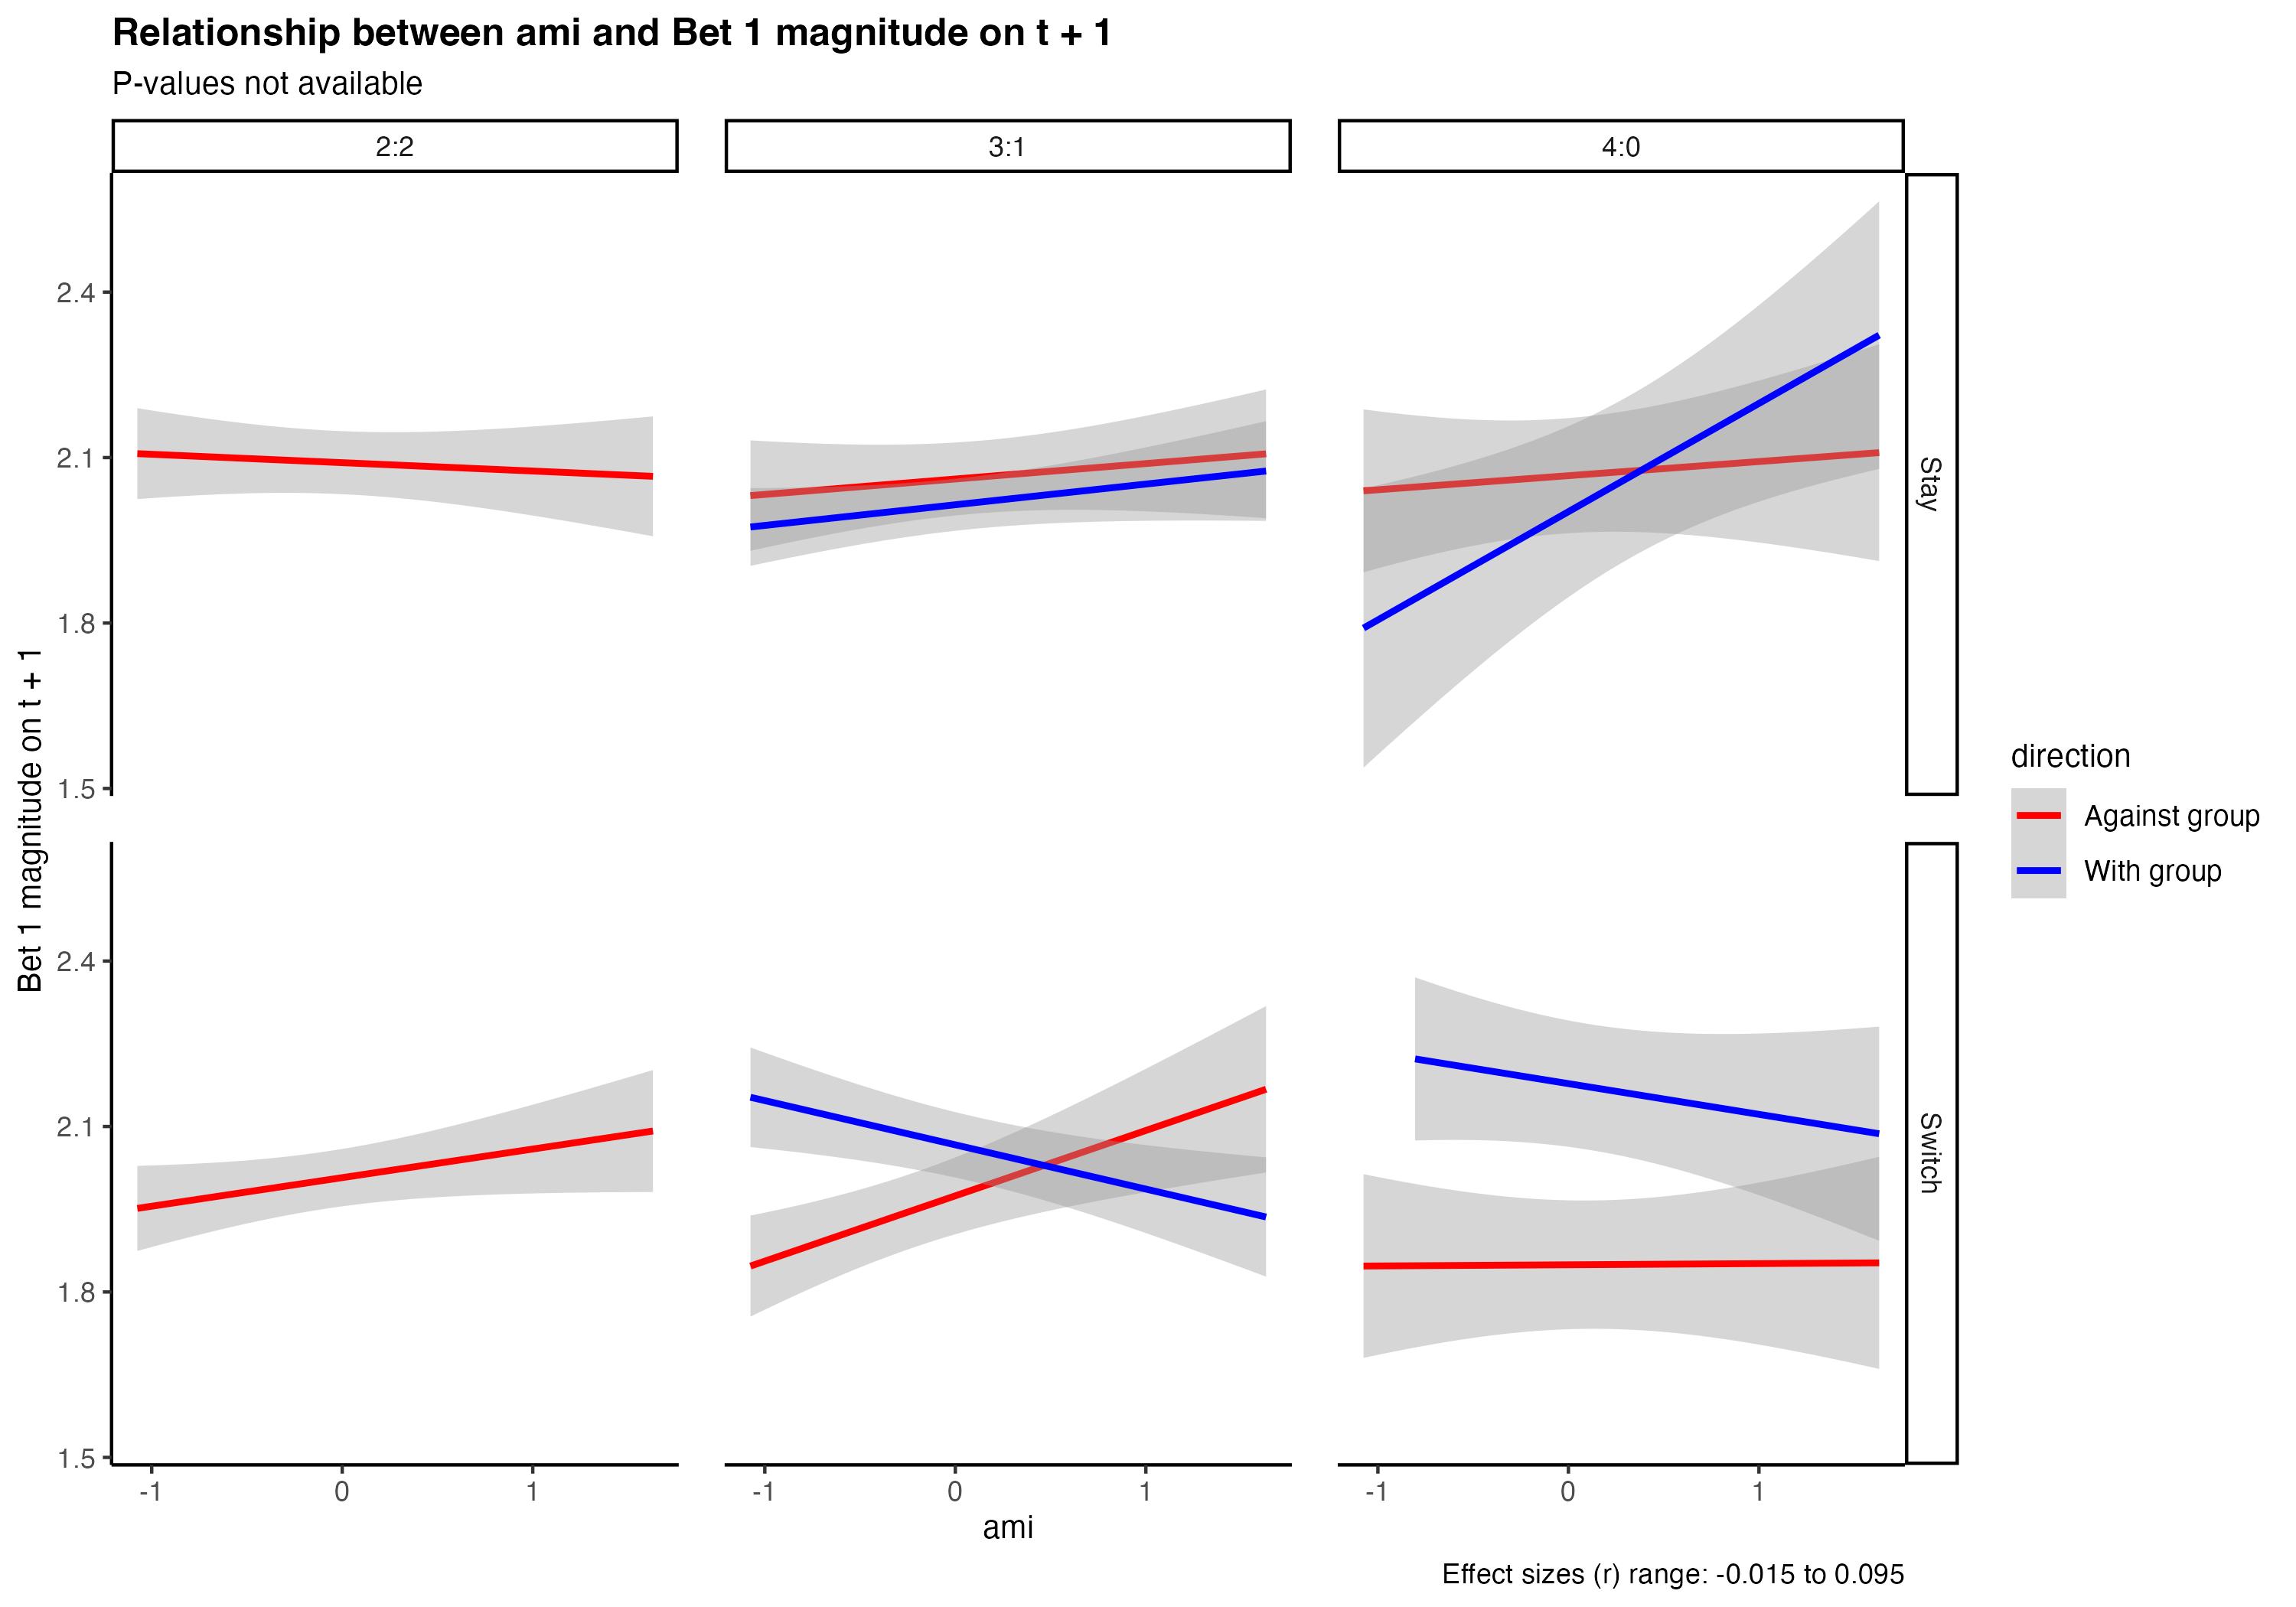 Relationship between ami and Bet 1 magnitude on t + 1
P-values not available
2:2
3:1
4:0
2.4
2.1
1.8
1.5
Stay
2.4
2.1
1.8
1.5
Switch
-1
0
1
-1
0
1
-1
0
1
ami
Bet 1 magnitude on t + 1
direction
Against group
With group
Effect sizes (r) range: -0.015 to 0.095